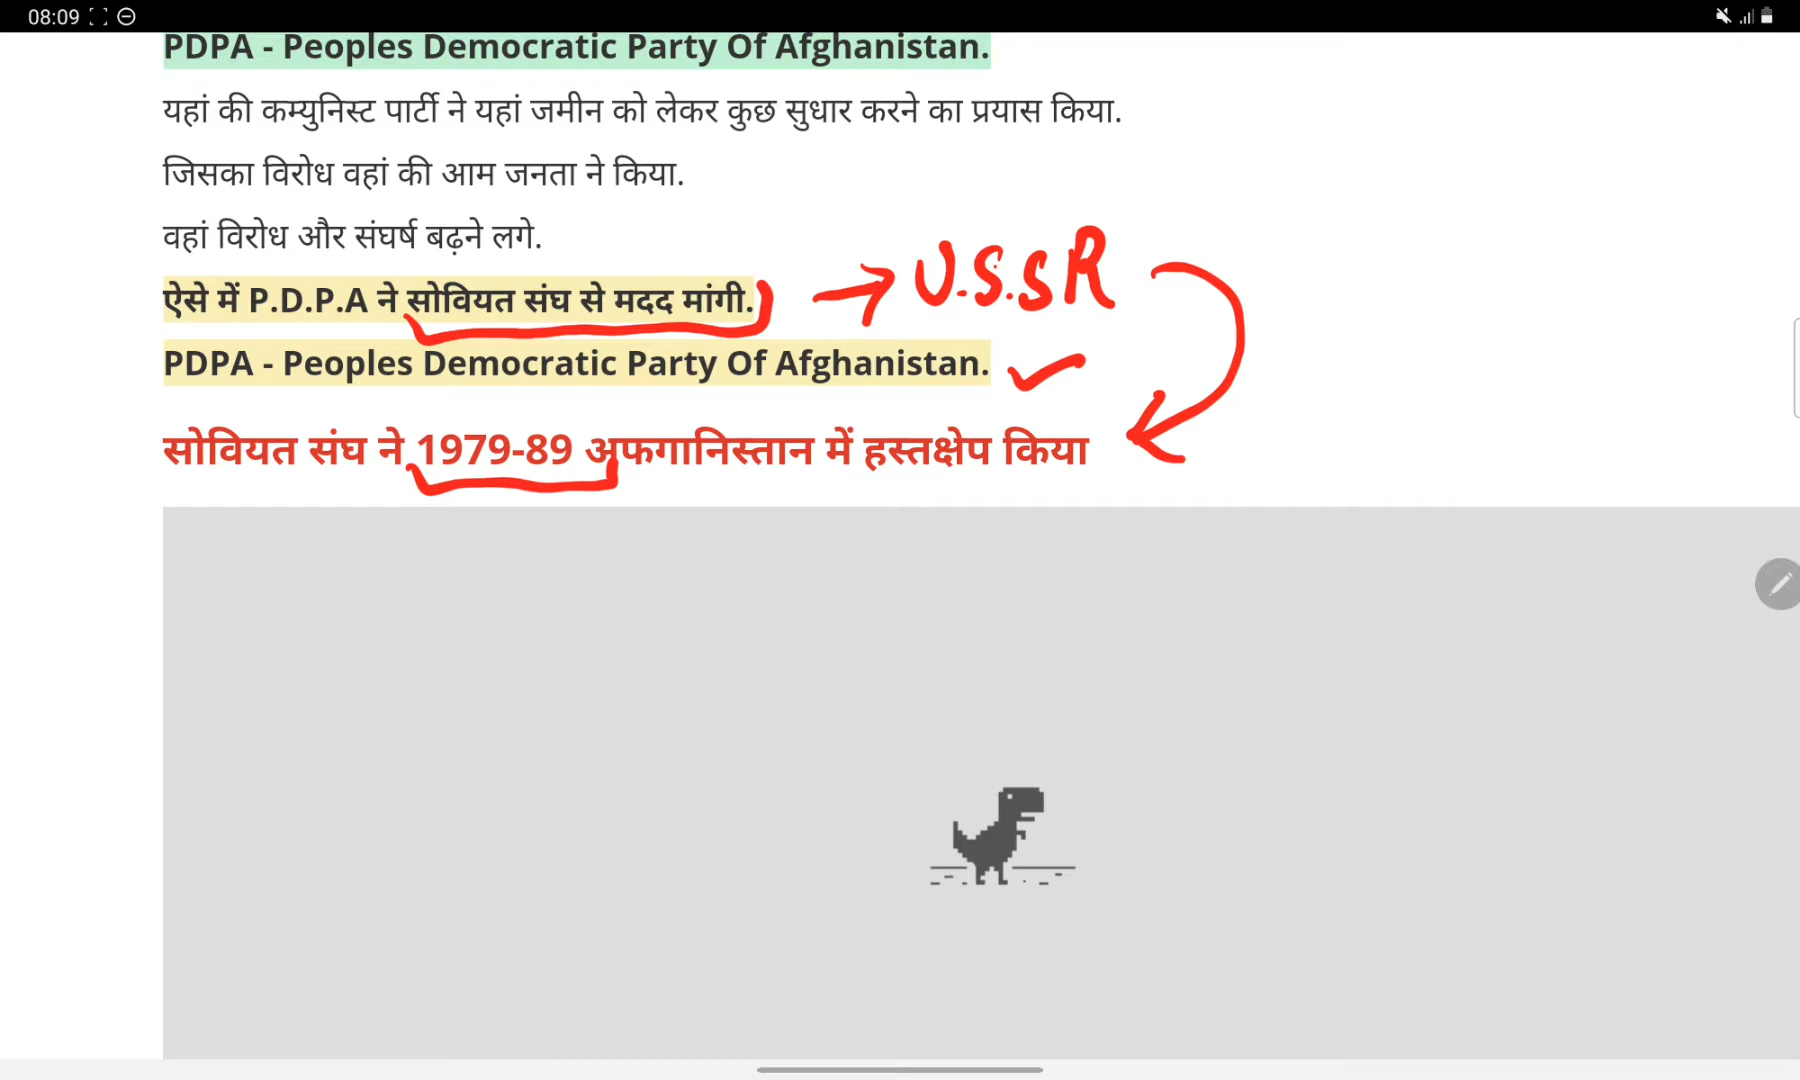 08:09
PDPA - Peoples Democratic Party Of Afghanistan.
यहां की कम्युनिस्ट पार्टी ने यहां जमीन को लेकर कुछ सुधार करने का प्रयास किया.
जिसका विरोध वहां की आम जनता ने किया.
वहां विरोध और संघर्ष बढ़ने लगे.
ऐसे में P.D.P.A ने सोवियत संघ से मदद मांगी. → U.S.S.R
PDPA - Peoples Democratic Party Of Afghanistan.
सोवियत संघ ने 1979-89 अफगानिस्तान में हस्तक्षेप किया